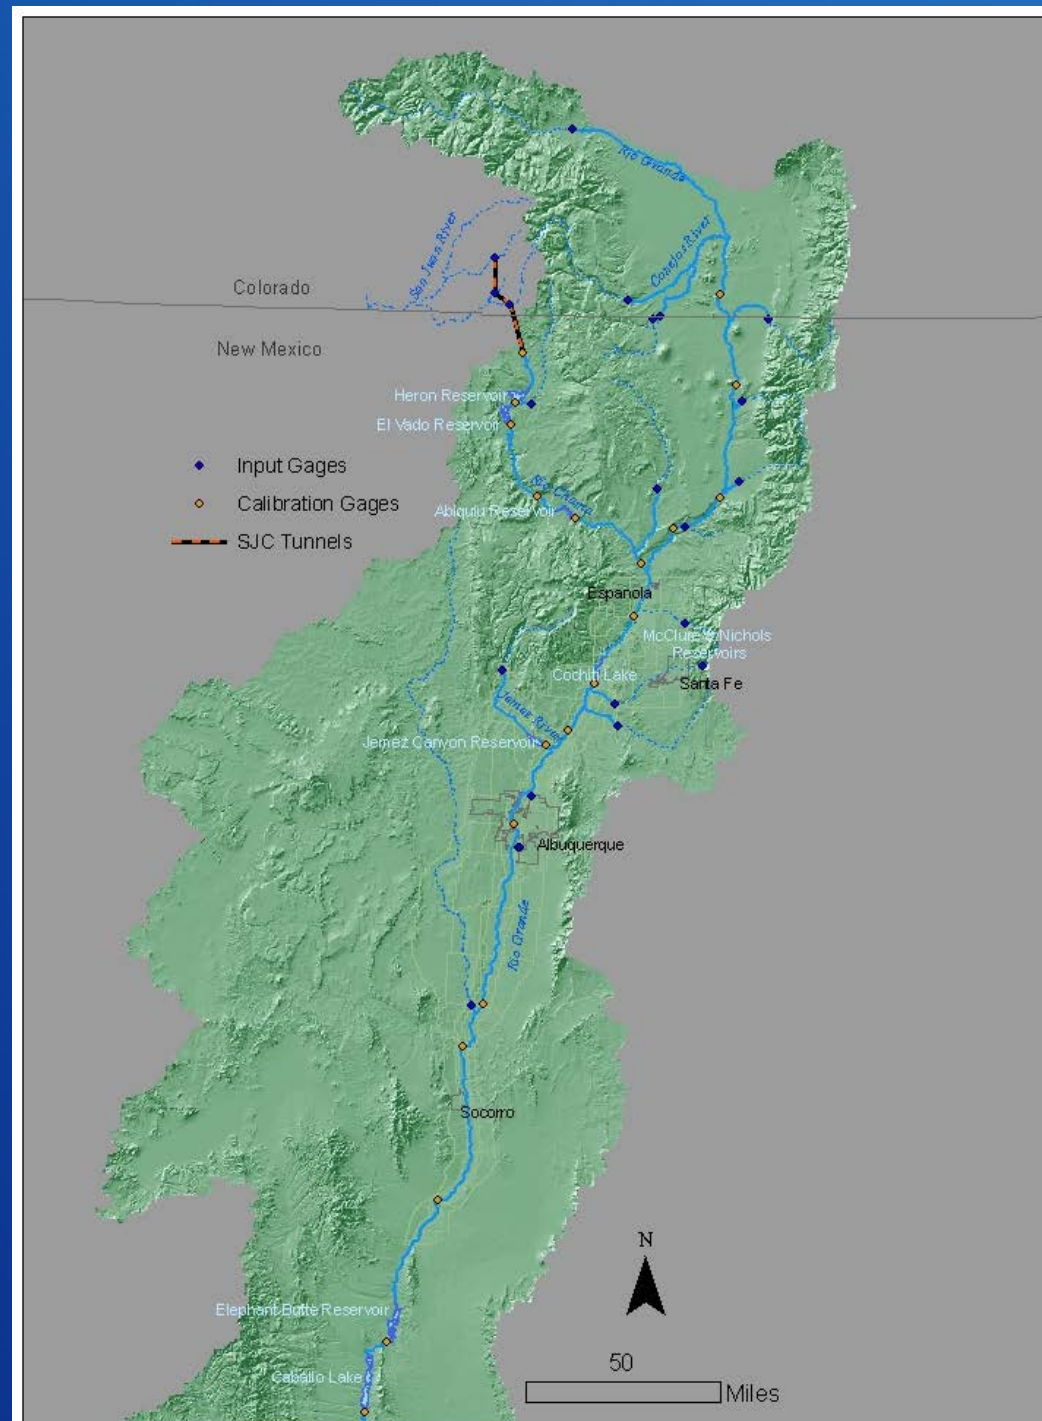 Rio Grande
San Juan River
Conejos River
Colorado
New Mexico
Heron Reservoir
El Vado Reservoir
Input Gages
Calibration Gages
SJC Tunnels
Rio Chama
Abiquiu Reservoir
Espanola
McClure & Nichols
Reservoirs
Cochiti Lake
Santa Fe
Jemez River
Jemez Canyon Reservoir
Albuquerque
Rio Grande
Socorro
N
Elephant Butte Reservoir
50
Caballo Lake
Miles